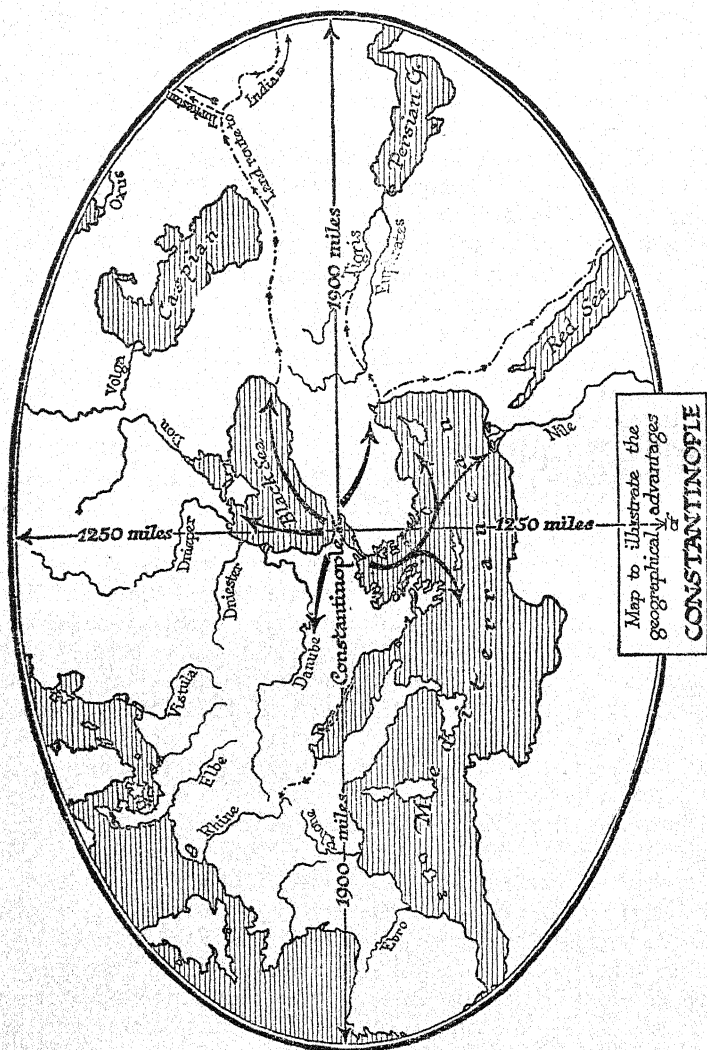 Map to illustrate the
geographical advantages
of
CONSTANTINOPLE
Turkestan
Land route to India
Oxus
Caspian
Volga
Don
Dnieper
Dniester
Black Sea
Danube
Vistula
Elbe
Rhine
Rhone
Ebro
Constantinople
Persian G.
Tigris
Euphrates
Red Sea
Nile
Mediterranean
1900 miles
1900 miles
1250 miles
1250 miles